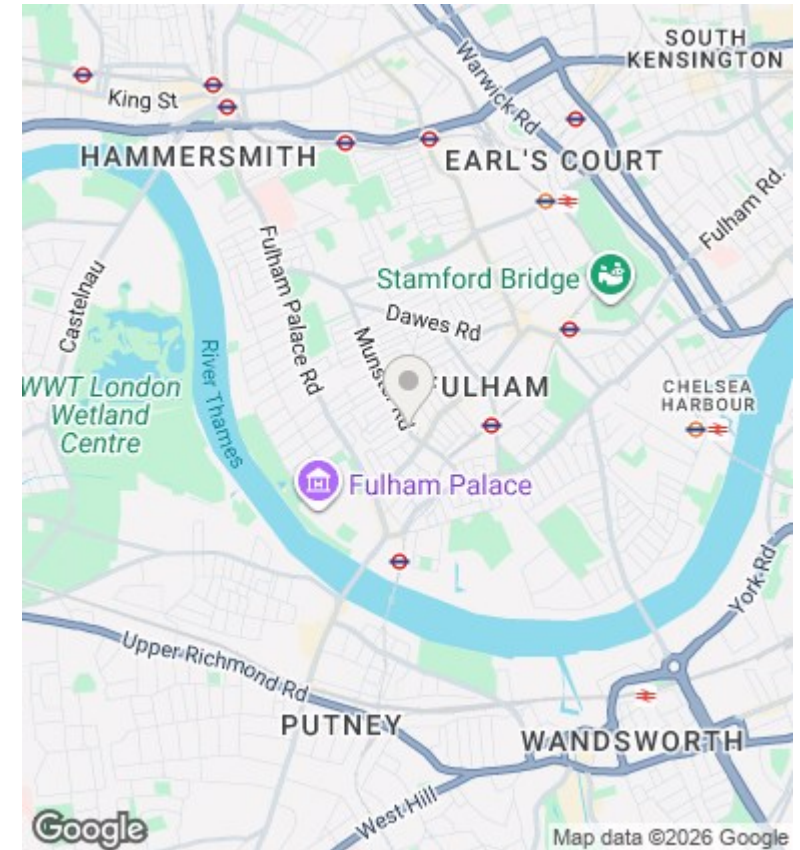 SOUTH
KENSINGTON
Warwick Rd
King St
HAMMERSMITH
EARL'S COURT
Fulham Rd.
Castelnau
Fulham Palace Rd
Stamford Bridge
Dawes Rd
Munster Rd
River Thames
FULHAM
WWT London
Wetland
Centre
CHELSEA
HARBOUR
Fulham Palace
York Rd
Upper Richmond Rd
PUTNEY
WANDSWORTH
West Hill
Google
Map data ©2026 Google